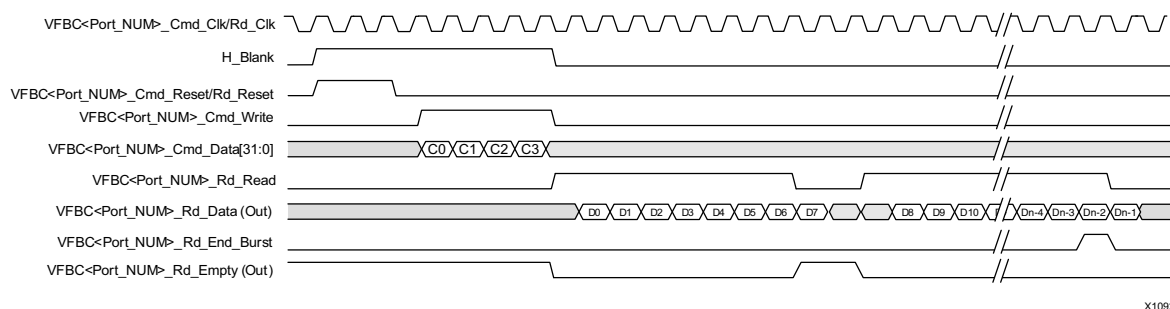 VFBC<Port_NUM>_Cmd_Clk/Rd_Clk
H_Blank
VFBC<Port_NUM>_Cmd_Reset/Rd_Reset
VFBC<Port_NUM>_Cmd_Write
VFBC<Port_NUM>_Cmd_Data[31:0] C0 C1 C2 C3
VFBC<Port_NUM>_Rd_Read
VFBC<Port_NUM>_Rd_Data (Out) D0 D1 D2 D3 D4 D5 D6 D7 D8 D9 D10 Dn-4 Dn-3 Dn-2 Dn-1
VFBC<Port_NUM>_Rd_End_Burst
VFBC<Port_NUM>_Rd_Empty (Out)